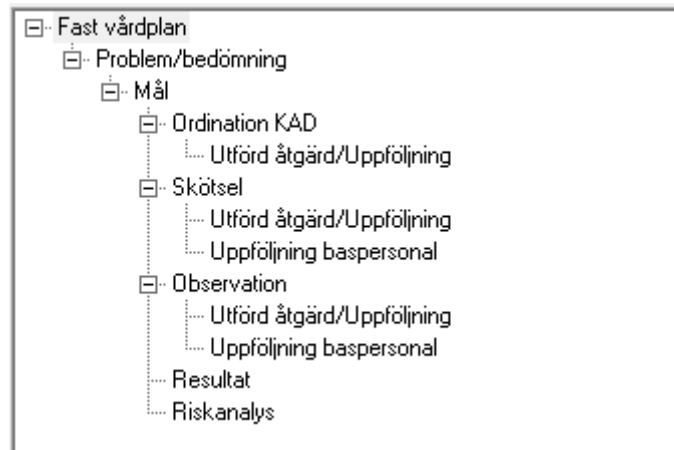 Fast vårdplan
Problem/bedömning
Mål
Ordination KAD
Utförd åtgärd/Uppföljning
Skötsel
Utförd åtgärd/Uppföljning
Uppföljning baspersonal
Observation
Utförd åtgärd/Uppföljning
Uppföljning baspersonal
Resultat
Riskanalys